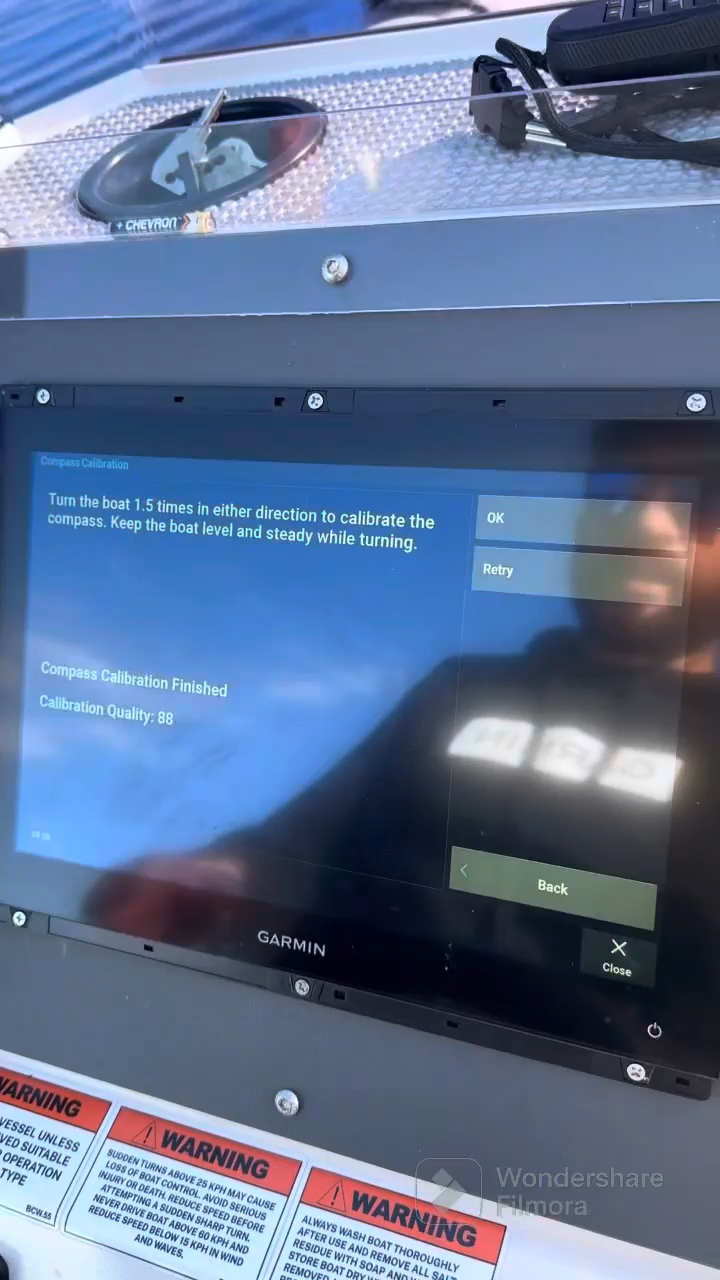 + CHEVRON
Compass Calibration
Turn the boat 1.5 times in either direction to calibrate the
compass. Keep the boat level and steady while turning.
OK
Retry
Compass Calibration Finished
Calibration Quality: 88
Back
Close
GARMIN
WARNING
VESSEL UNLESS
SUITABLE
OPERATION
TYPE
BCW.55
WARNING
SUDDEN TURNS ABOVE 25 KPH MAY CAUSE
LOSS OF BOAT CONTROL. AVOID SERIOUS
INJURY OR DEATH. REDUCE SPEED BEFORE
ATTEMPTING A SUDDEN SHARP TURN.
NEVER DRIVE BOAT ABOVE 60 KPH AND
REDUCE SPEED BELOW 15 KPH IN WIND
AND WAVES.
WARNING
ALWAYS WASH BOAT THOROUGHLY
AFTER USE AND REMOVE ALL SALT
RESIDUE WITH SOAP AND
STORE BOAT DRY
Wondershare
Filmora